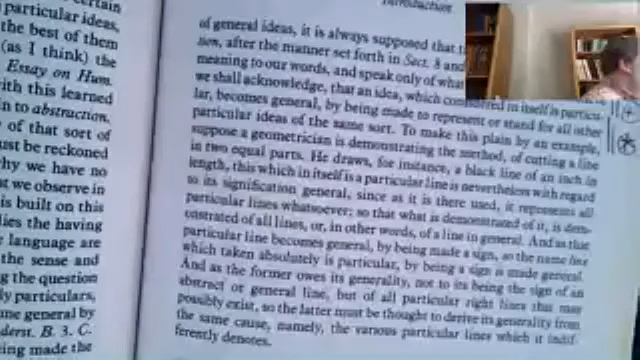 certain
particular ideas,
the best of them
(as I think) the
Essay on Hum.
ith this learned
n to abstraction.
of that sort of
ust be reckoned
hy we have no
at we observe in
is built on this
lies the having
language are
the sense and
g the question
ly particulars,
me general by
derst. B. 3. C.
ing made the
Introduction
of general ideas, it is always supposed that
now, after the manner set forth in Sect. 8 and
meaning to our words, and speak only of what
we shall acknowledge, that an idea, which considered in itself is particu-
lar, becomes general, by being made to represent or stand for all other
particular ideas of the same sort. To make this plain by an example,
suppose a geometrician is demonstrating the method, of cutting a line
in two equal parts. He draws, for instance, a black line of an inch in
length, this which in itself is a particular line is nevertheless with regard
to its signification general, since as it is there used, it represents all
particular lines whatsoever; so that what is demonstrated of it, is dem-
onstrated of all lines, or, in other words, of a line in general. And as that
particular line becomes general, by being made a sign, so the name line
which taken absolutely is particular, by being a sign is made general.
And as the former owes its generality, not to its being the sign of an
abstract or general line, but of all particular right lines that may
possibly exist, so the latter must be thought to derive its generality from
the same cause, namely, the various particular lines which it indif-
ferently denotes.